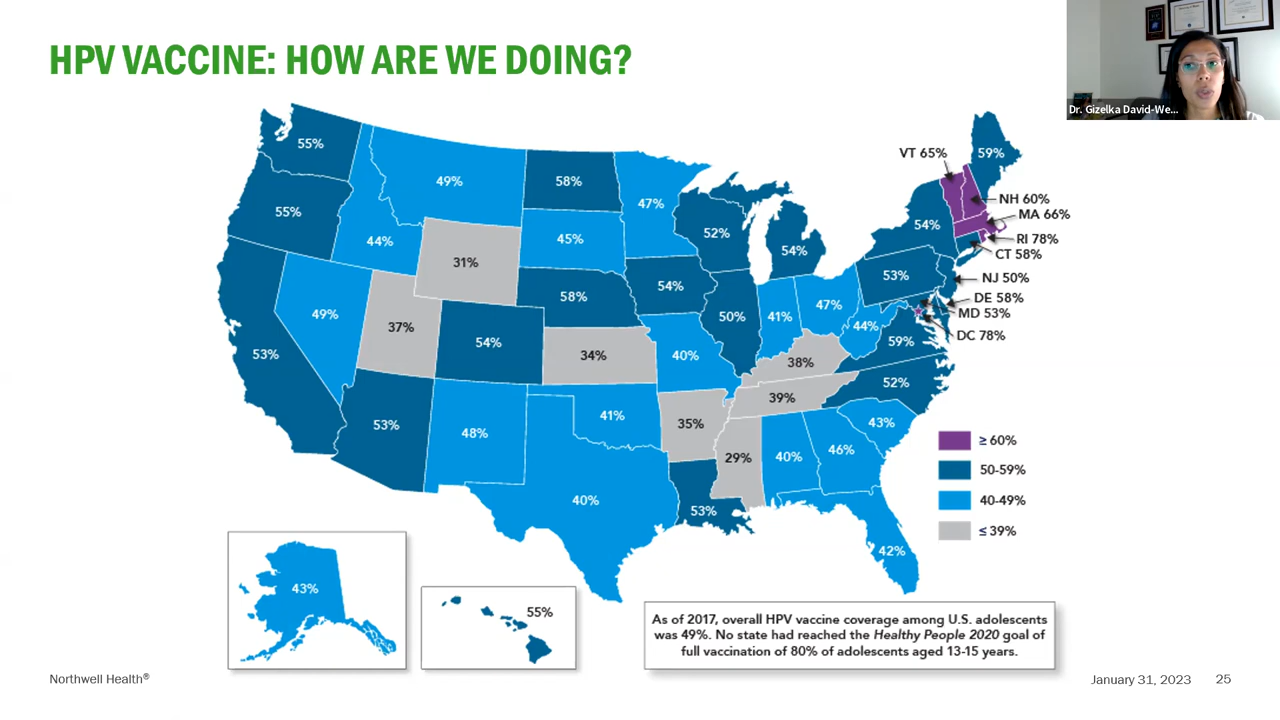 HPV VACCINE: HOW ARE WE DOING?
Dr. Gizelka David-We...
55%
49%
58%
47%
59%
VT 65%
NH 60%
MA 66%
RI 78%
CT 58%
55%
44%
45%
52%
54%
54%
31%
53%
NJ 50%
DE 58%
MD 53%
DC 78%
49%
37%
58%
54%
50%
41%
47%
44%
59%
53%
54%
34%
40%
38%
52%
53%
48%
41%
35%
39%
43%
29%
40%
46%
40%
53%
42%
≥ 60%
50-59%
40-49%
≤ 39%
43%
55%
As of 2017, overall HPV vaccine coverage among U.S. adolescents
was 49%. No state had reached the Healthy People 2020 goal of
full vaccination of 80% of adolescents aged 13-15 years.
Northwell Health®
January 31, 2023 25